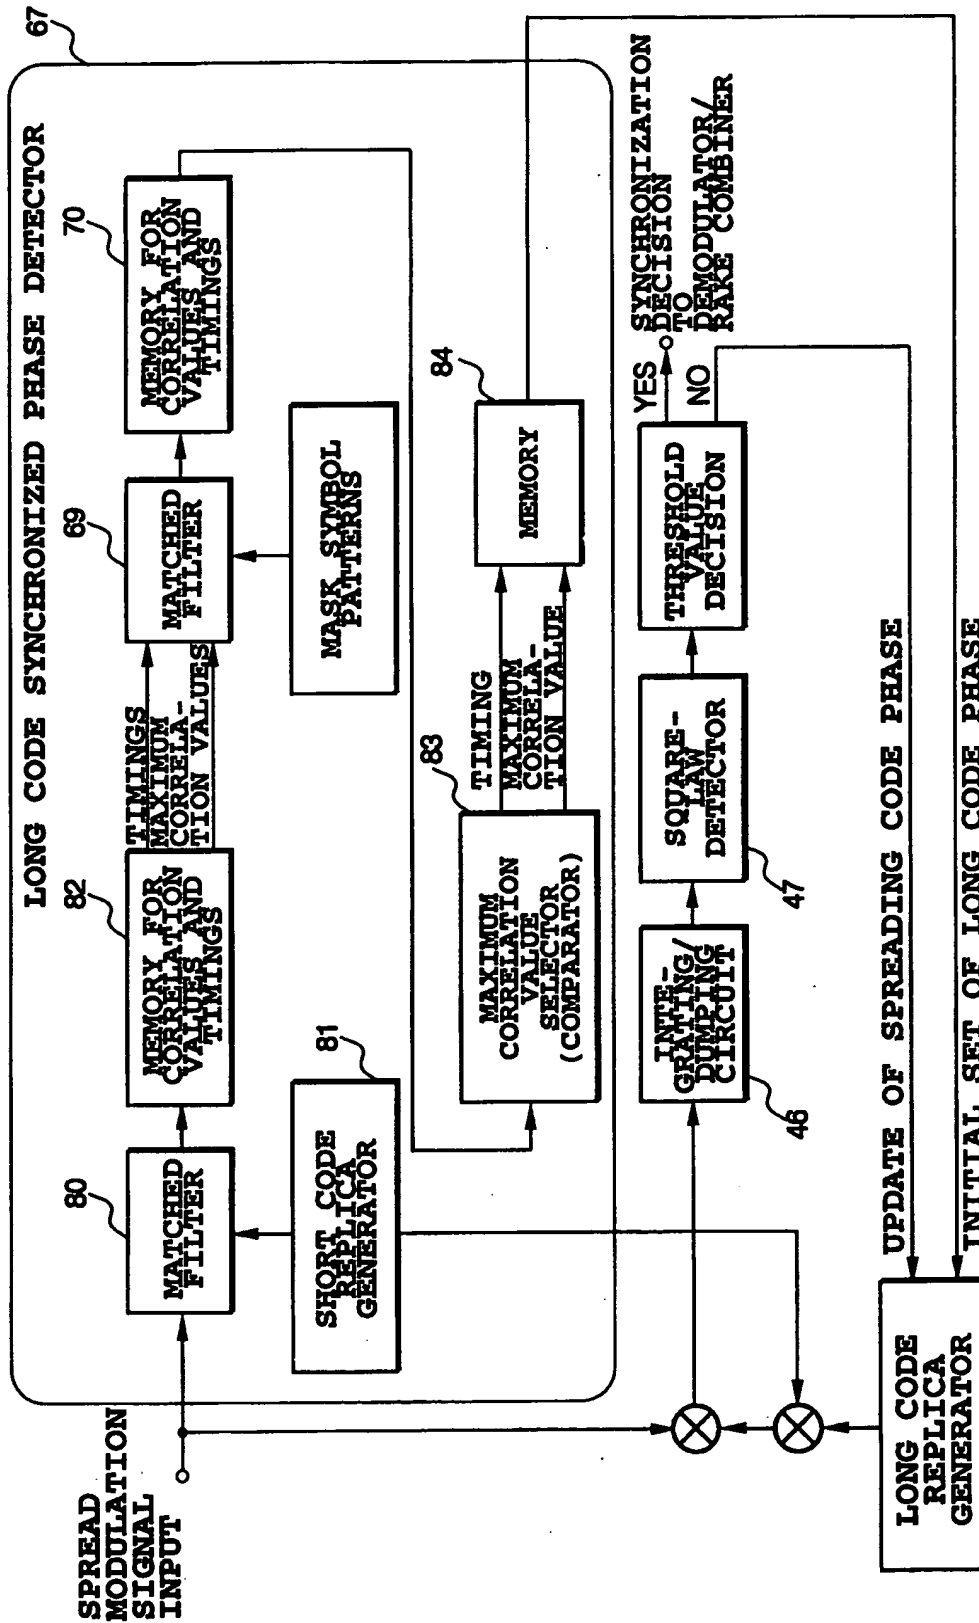 LONG CODE SYNCHRONIZED PHASE DETECTOR
67
SPREAD
MODULATION
SIGNAL
INPUT
80
MATCHED
FILTER
82
MEMORY FOR
CORRELATION
VALUES AND
TIMINGS
TIMINGS
MAXIMUM
CORRELA-
TION VALUES
69
MATCHED
FILTER
70
MEMORY FOR
CORRELATION
VALUES AND
TIMINGS
81
SHORT CODE
REPLICA
GENERATOR
MASK SYMBOL
PATTERNS
83
MAXIMUM
CORRELATION
VALUE
SELECTOR
(COMPARATOR)
TIMING
MAXIMUM
CORRELA-
TION VALUE
84
MEMORY
INTE-
GRATING/
DUMPING
CIRCUIT
46
SQUARE-
LAW
DETECTOR
47
THRESHOLD
VALUE
DECISION
YES
NO
SYNCHRONIZATION
DECISION
TO
DEMODULATOR/
RAKE COMBINER
LONG CODE
REPLICA
GENERATOR
UPDATE OF SPREADING CODE PHASE
INITIAL SET OF LONG CODE PHASE